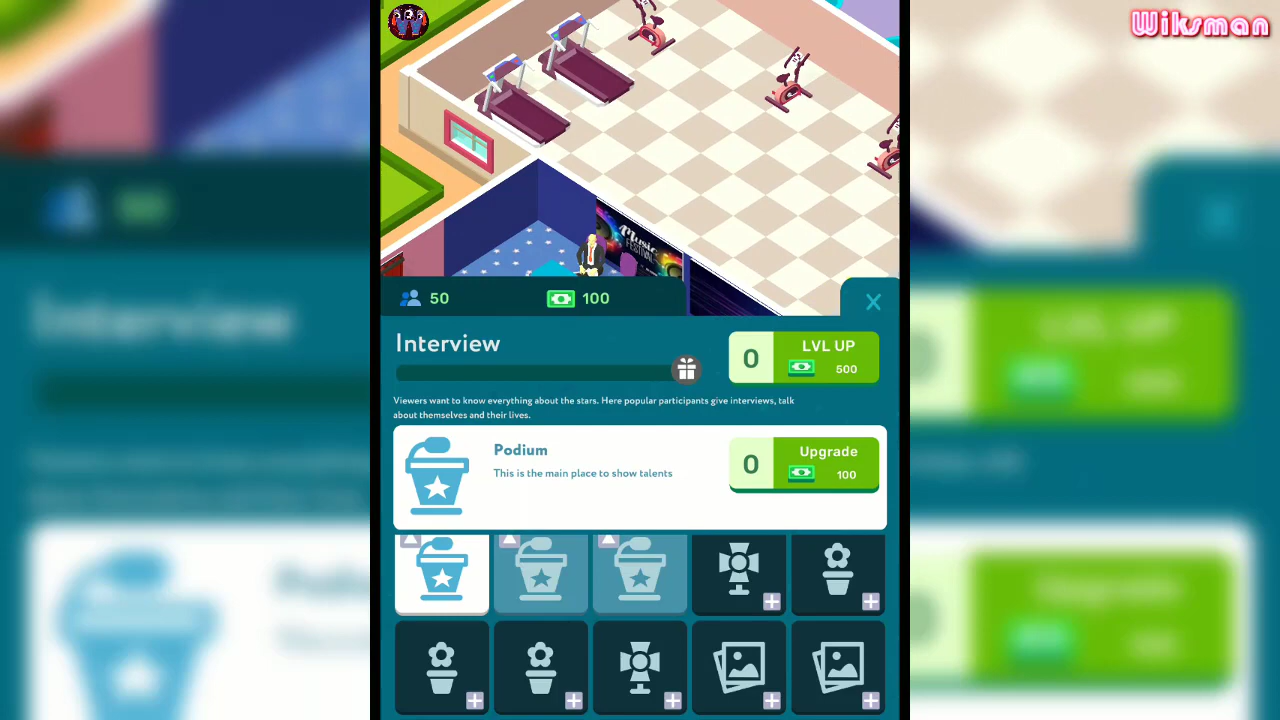 Wiksman
Music
FESTIVAL
50
100
X
Interview
0
LVL UP
500
Viewers want to know everything about the stars. Here popular participants give interviews, talk
about themselves and their lives.
Podium
This is the main place to show talents
0
Upgrade
100